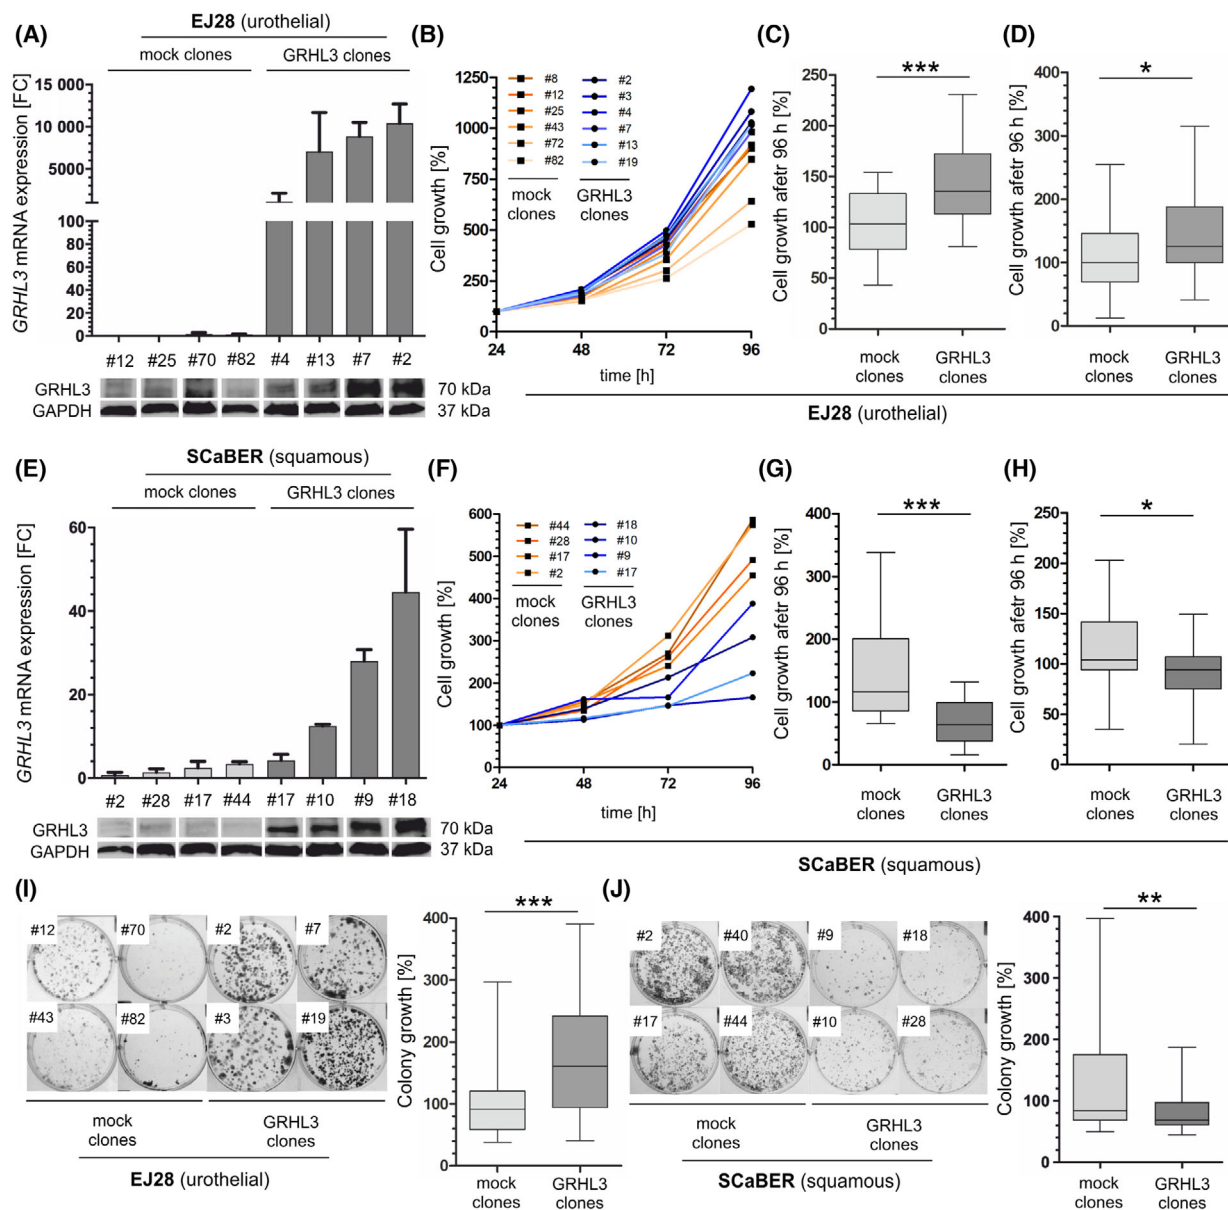 (A)
EJ28 (urothelial)
mock clones
GRHL3 clones
GRHL3 mRNA expression [FC]
15 000
10 000
5000
100
80
60
40
20
0
#12 #25 #70 #82 #4 #13 #7 #2
GRHL3
70 kDa
GAPDH
37 kDa
(B)
Cell growth [%]
1250
1000
750
500
250
0
#8
#12
#25
#43
#72
#82
mock
clones
#2
#3
#4
#7
#13
#19
GRHL3
clones
24 48 72 96
time [h]
(C)
Cell growth afetr 96 h [%]
250
200
150
100
50
0
***
mock
clones
GRHL3
clones
(D)
Cell growth afetr 96 h [%]
400
300
200
100
0
*
mock
clones
GRHL3
clones
EJ28 (urothelial)
(E)
SCaBER (squamous)
mock clones
GRHL3 clones
GRHL3 mRNA expression [FC]
60
40
20
0
#2 #28 #17 #44 #17 #10 #9 #18
GRHL3
70 kDa
GAPDH
37 kDa
(F)
Cell growth [%]
600
500
400
300
200
100
0
#44
#28
#17
#2
mock
clones
#18
#10
#9
#17
GRHL3
clones
24 48 72 96
time [h]
(G)
Cell growth afetr 96 h [%]
400
300
200
100
0
***
mock
clones
GRHL3
clones
(H)
Cell growth afetr 96 h [%]
250
200
150
100
50
0
*
mock
clones
GRHL3
clones
SCaBER (squamous)
(I)
#12 #70 #2 #7
#43 #82 #3 #19
mock
clones
GRHL3
clones
EJ28 (urothelial)
Colony growth [%]
400
300
200
100
0
***
mock
clones
GRHL3
clones
(J)
#2 #40 #9 #18
#17 #44 #10 #28
mock
clones
GRHL3
clones
SCaBER (squamous)
Colony growth [%]
400
300
200
100
0
**
mock
clones
GRHL3
clones